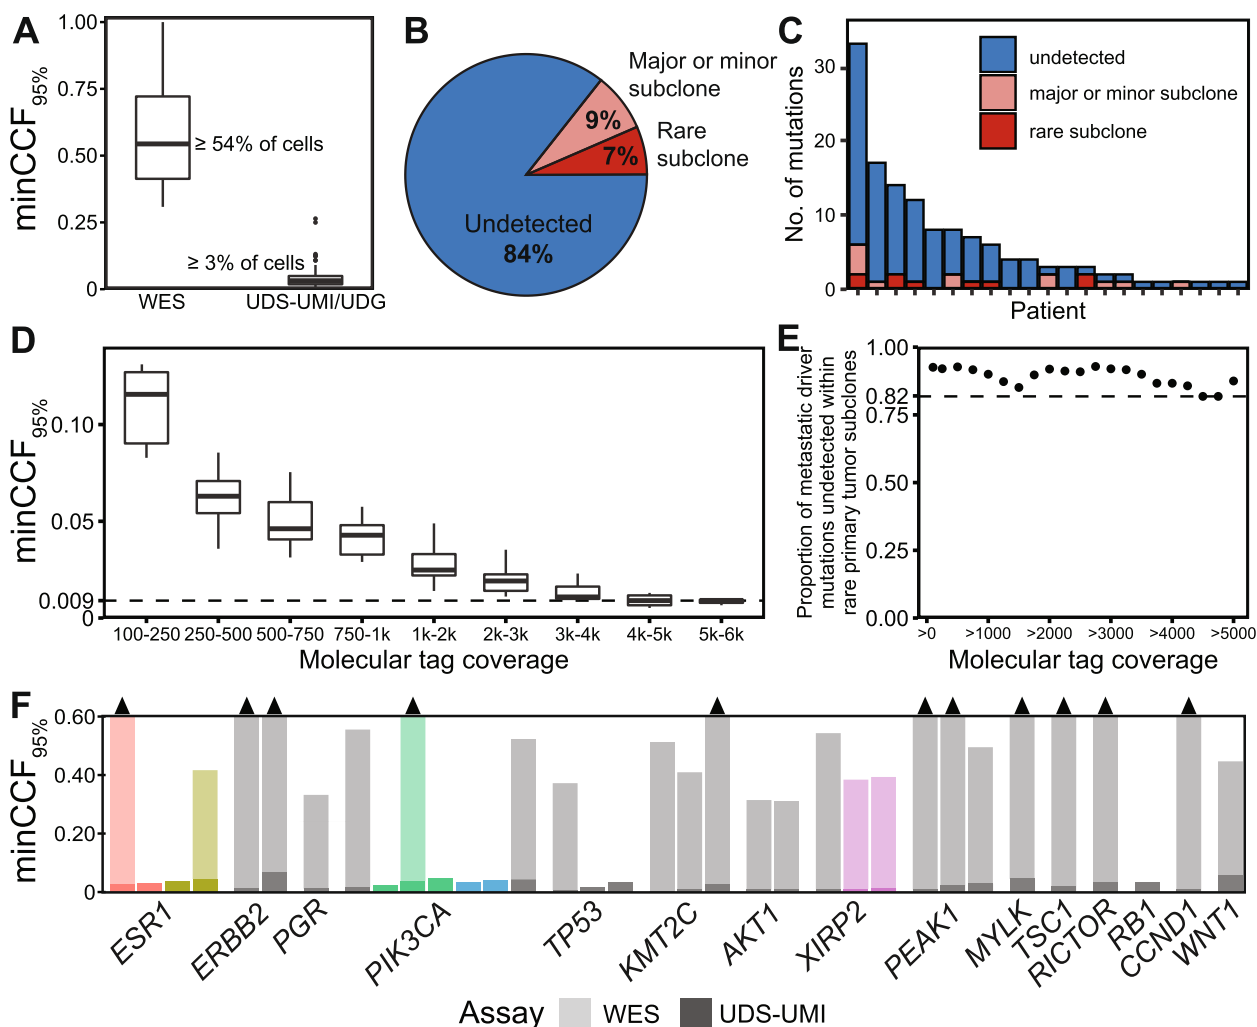 A
minCCF95%
1.00
0.75
0.50
0.25
0
≥ 54% of cells
≥ 3% of cells
WES
UDS-UMI/UDG
B
Major or minor
subclone
9%
Rare
subclone
7%
Undetected
84%
C
No. of mutations
30
20
10
0
undetected
major or minor subclone
rare subclone
Patient
D
minCCF95%
0.10
0.05
0.009
0
100-250
250-500
500-750
750-1k
1k-2k
2k-3k
3k-4k
4k-5k
5k-6k
Molecular tag coverage
E
Proportion of metastatic driver
mutations undetected within
rare primary tumor subclones
1.00
0.82
0.75
0.50
0.25
0.00
>0
>1000
>2000
>3000
>4000
>5000
Molecular tag coverage
F
minCCF95%
0.60
0.40
0.20
0
ESR1
ERBB2
PGR
PIK3CA
TP53
KMT2C
AKT1
XIRP2
PEAK1
MYLK
TSC1
RICTOR
RB1
CCND1
WNT1
Assay
WES
UDS-UMI